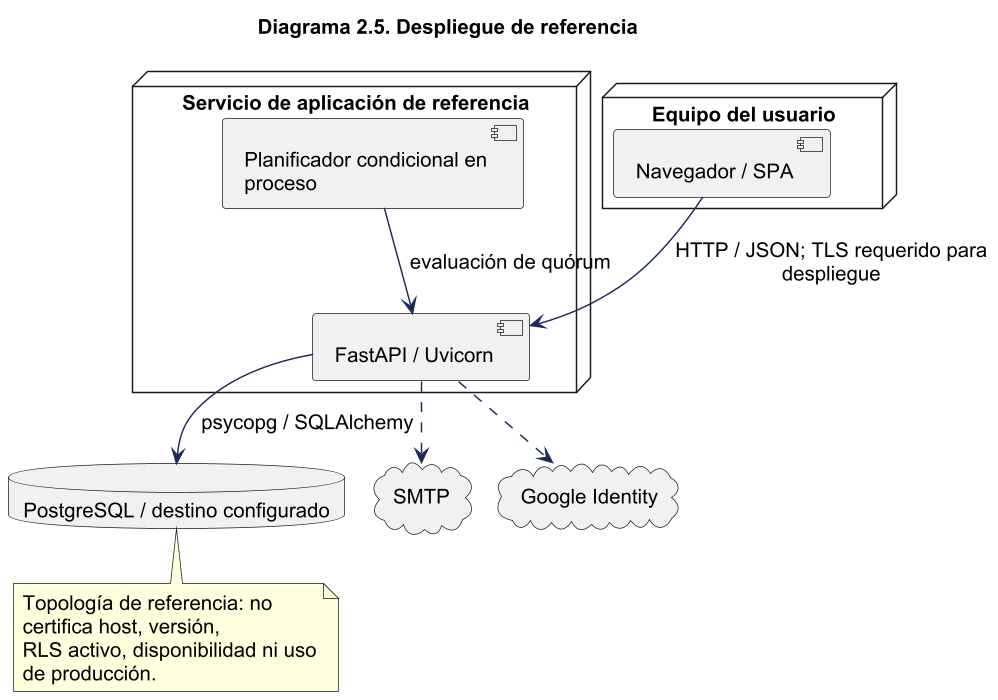 Diagrama 2.5. Despliegue de referencia
Servicio de aplicación de referencia
Planificador condicional en
proceso
Equipo del usuario
Navegador / SPA
evaluación de quórum
HTTP / JSON; TLS requerido para
despliegue
FastAPI / Uvicorn
psycopg / SQLAlchemy
PostgreSQL / destino configurado
SMTP
Google Identity
Topología de referencia: no
certifica host, versión,
RLS activo, disponibilidad ni uso
de producción.